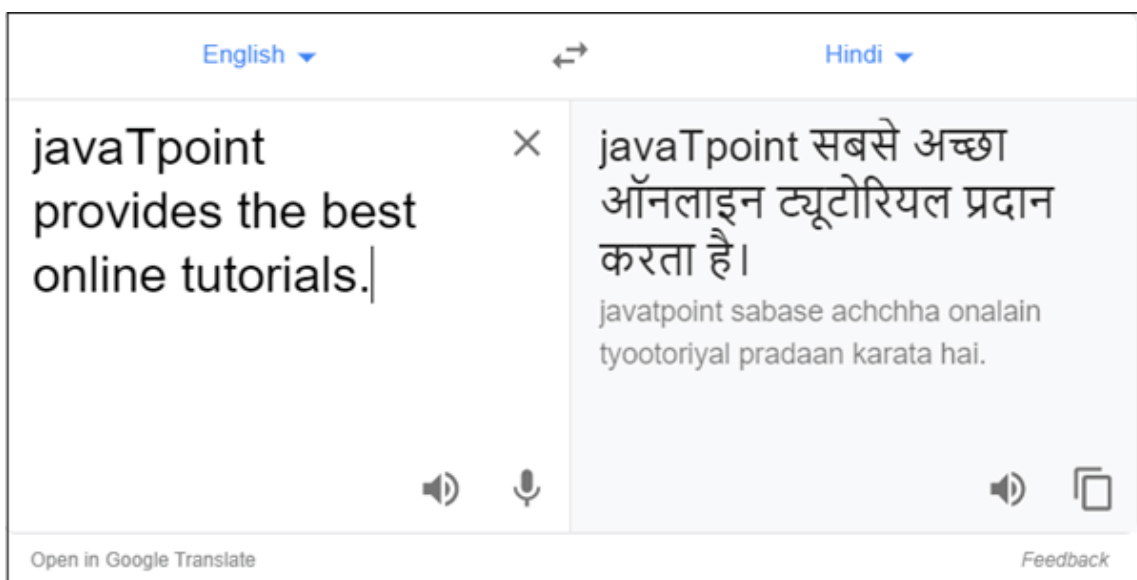 English
Hindi
javaTpoint
provides the best
online tutorials.
javaTpoint सबसे अच्छा
ऑनलाइन ट्यूटोरियल प्रदान
करता है।
javatpoint sabase achchha onalain
tyootoriyal pradaan karata hai.
Open in Google Translate
Feedback